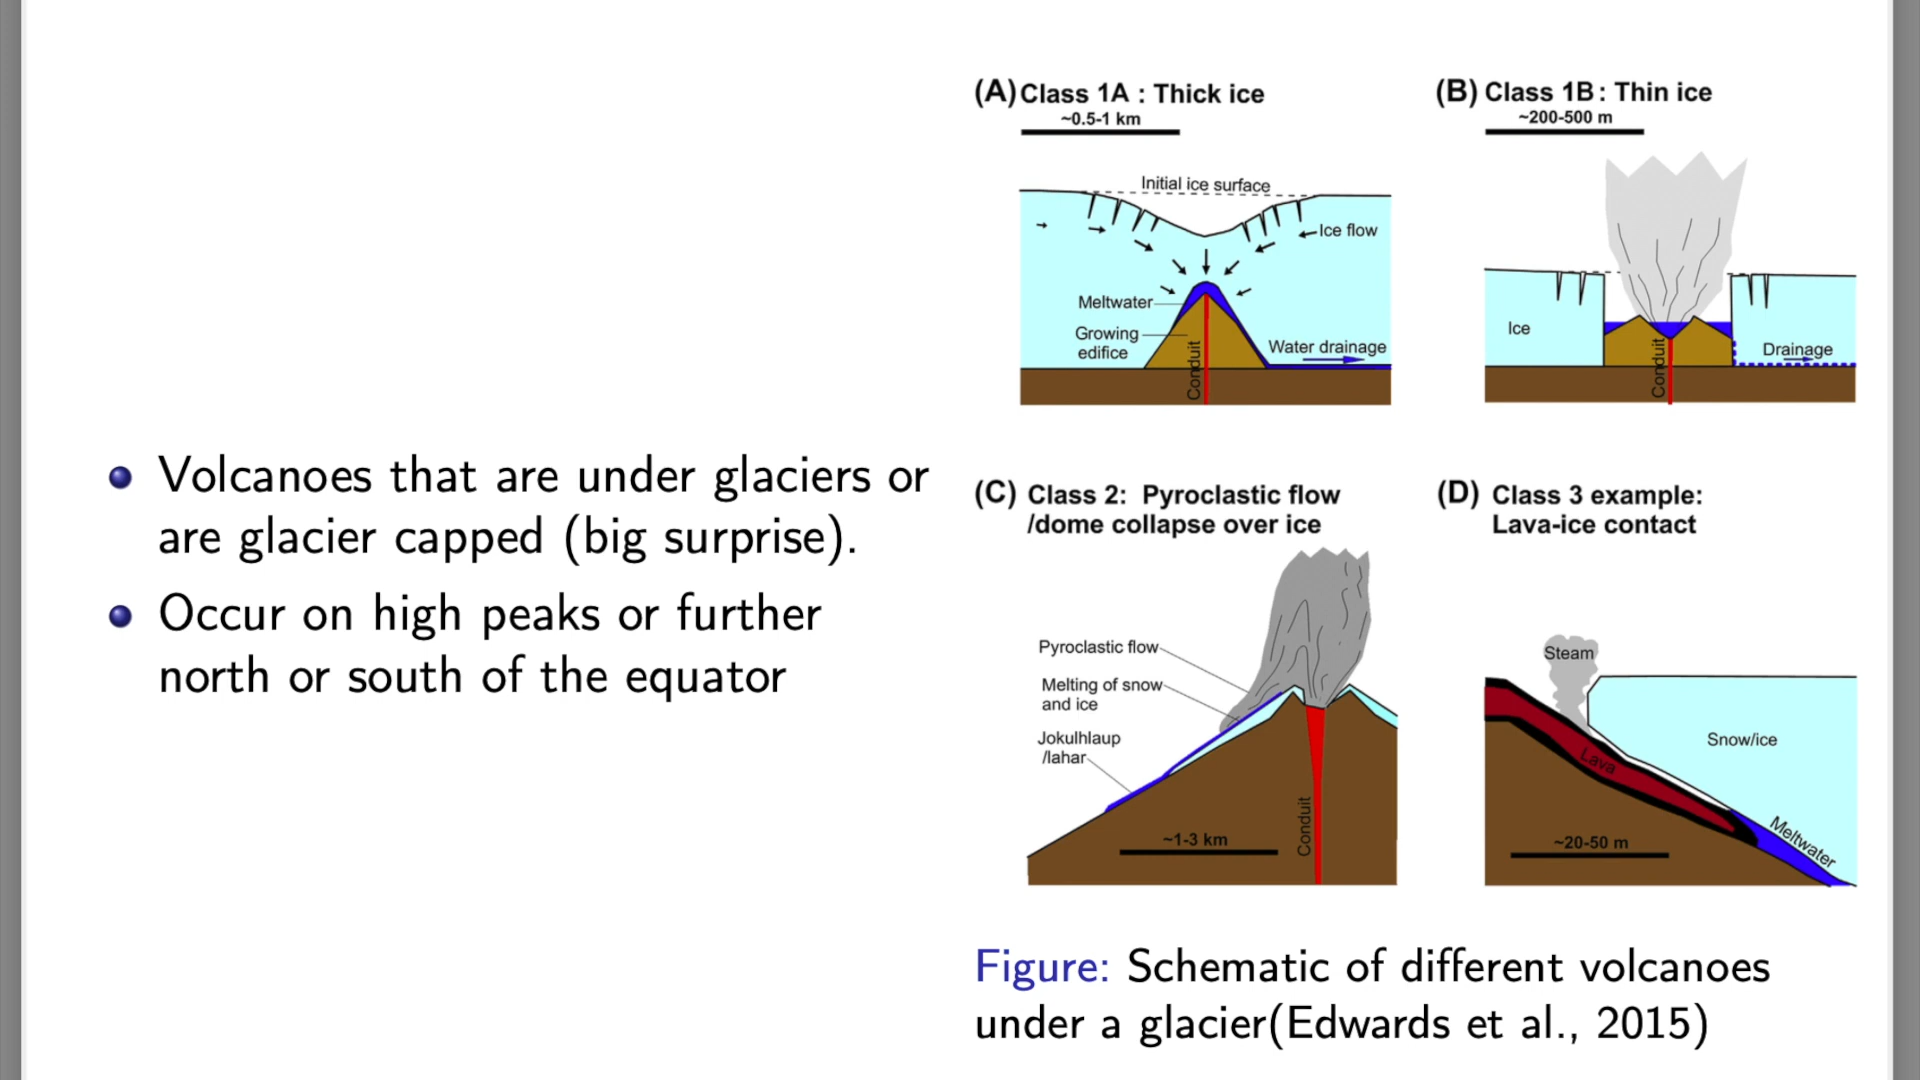 Volcanoes that are under glaciers or
are glacier capped (big surprise).
Occur on high peaks or further
north or south of the equator
(A) Class 1A : Thick ice
~0.5-1 km
Initial ice surface
Ice flow
Meltwater
Growing
edifice
Conduit
Water drainage
(B) Class 1B : Thin ice
~200-500 m
Ice
Conduit
Drainage
(C) Class 2: Pyroclastic flow
/dome collapse over ice
Pyroclastic flow
Melting of snow
and ice
Jokulhlaup
/lahar
~1-3 km
Conduit
(D) Class 3 example:
Lava-ice contact
Steam
Snow/ice
Lava
~20-50 m
Meltwater
Figure: Schematic of different volcanoes
under a glacier(Edwards et al., 2015)